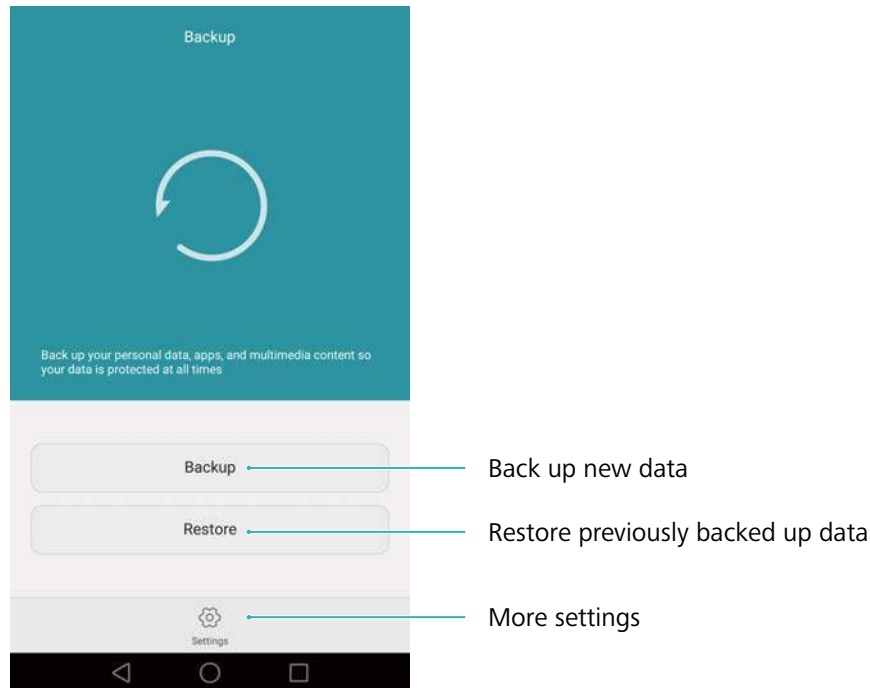 Backup
Back up your personal data, apps, and multimedia content so
your data is protected at all times
Backup
Back up new data
Restore
Restore previously backed up data
More settings
Settings